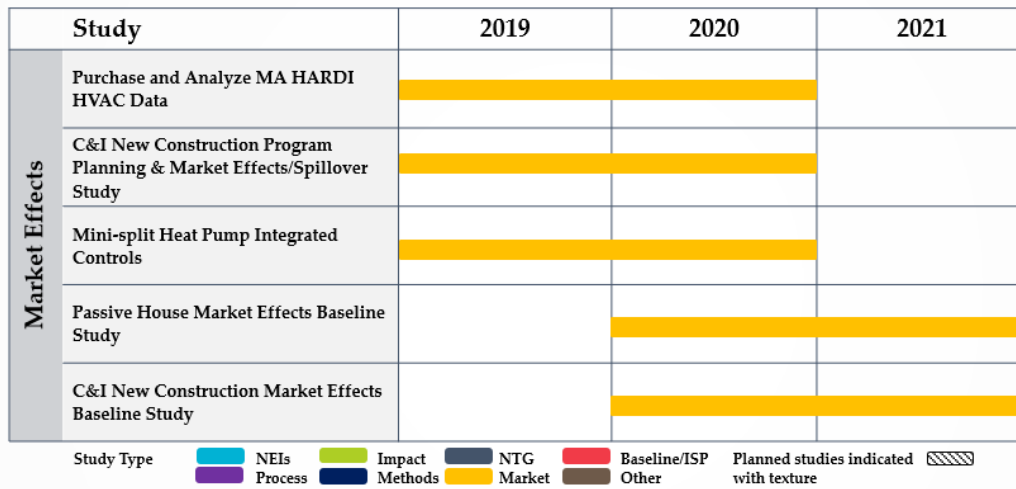 Study 2019 2020 2021
Market Effects
Purchase and Analyze MA HARDI
HVAC Data
C&I New Construction Program
Planning & Market Effects/Spillover
Study
Mini-split Heat Pump Integrated
Controls
Passive House Market Effects Baseline
Study
C&I New Construction Market Effects
Baseline Study
Study Type NEIs Impact NTG Baseline/ISP Planned studies indicated
Process Methods Market Other with texture